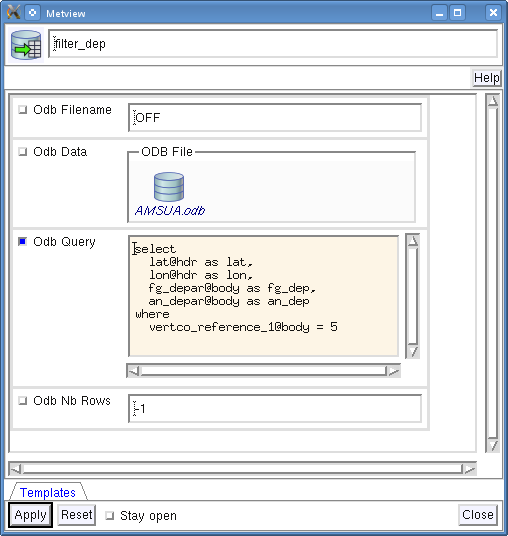 Metview
filter_dep
Help
Odb Filename
OFF
Odb Data
ODB File
AMSUA.odb
Odb Query
select
lat@hdr as lat,
lon@hdr as lon,
fg_depar@body as fg_dep,
an_depar@body as an_dep
where
vertco_reference_1@body = 5
Odb Nb Rows
-1
Templates
Apply
Reset
Stay open
Close